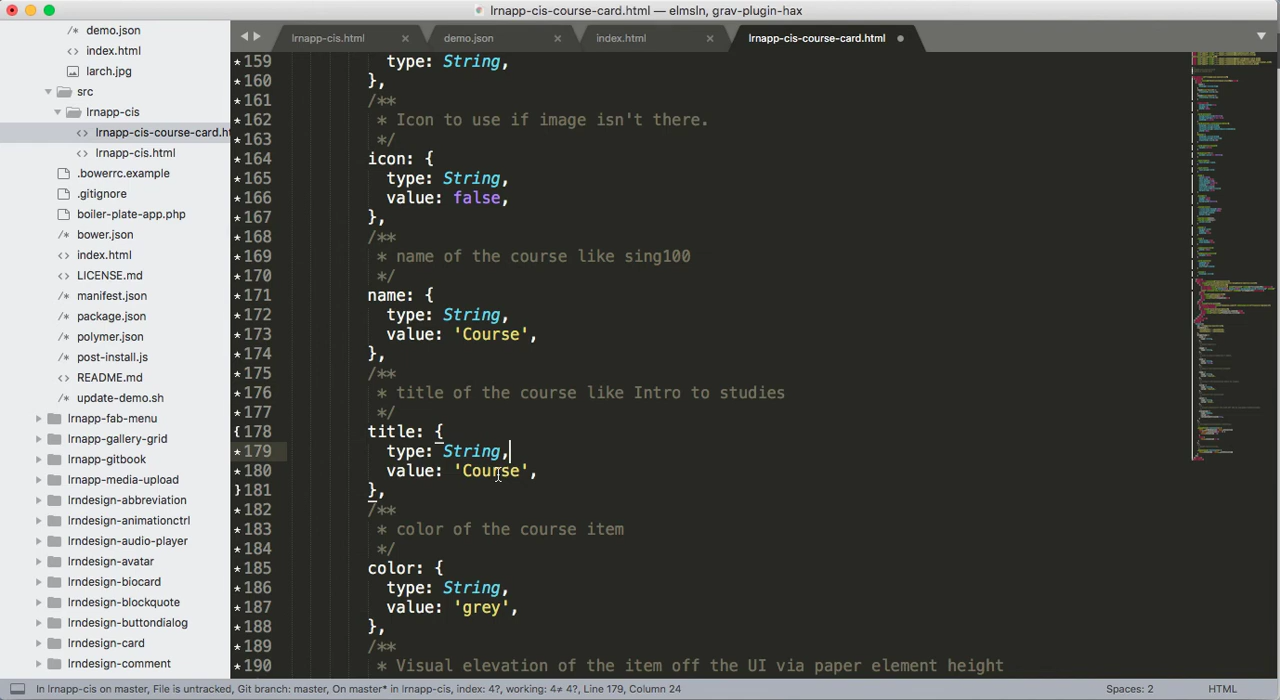 lrnapp-cis-course-card.html — elmsln, grav-plugin-hax
demo.json
index.html
larch.jpg
src
lrnapp-cis
lrnapp-cis-course-card.ht
lrnapp-cis.html
.bowerrc.example
.gitignore
boiler-plate-app.php
bower.json
index.html
LICENSE.md
manifest.json
package.json
polymer.json
post-install.js
README.md
update-demo.sh
lrnapp-fab-menu
lrnapp-gallery-grid
lrnapp-gitbook
lrnapp-media-upload
lrndesign-abbreviation
lrndesign-animationctrl
lrndesign-audio-player
lrndesign-avatar
lrndesign-biocard
lrndesign-blockquote
lrndesign-buttondialog
lrndesign-card
lrndesign-comment
lrnapp-cis.html × demo.json × index.html × lrnapp-cis-course-card.html
*159 type: String,
*160 },
*161 /**
*162 * Icon to use if image isn't there.
*163 */
*164 icon: {
*165 type: String,
*166 value: false,
*167 },
*168 /**
*169 * name of the course like sing100
*170 */
*171 name: {
*172 type: String,
*173 value: 'Course',
*174 },
*175 /**
*176 * title of the course like Intro to studies
*177 */
{178 title: {
*179 type: String,
*180 value: 'Course',
}181 },
*182 /**
*183 * color of the course item
*184 */
*185 color: {
*186 type: String,
*187 value: 'grey',
*188 },
*189 /**
*190 * Visual elevation of the item off the UI via paper element height
In lrnapp-cis on master, File is untracked, Git branch: master, On master* in lrnapp-cis, index: 4?, working: 4≠ 4?, Line 179, Column 24 Spaces: 2 HTML